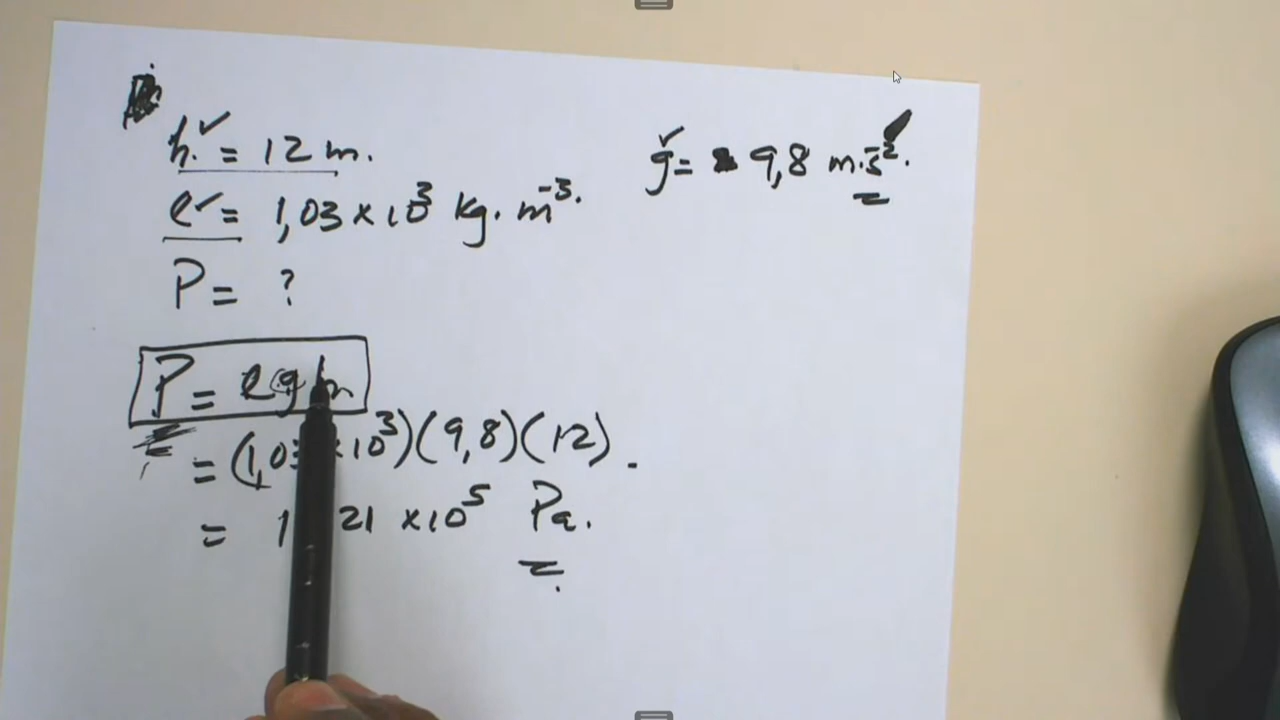 h. = 12 m.
g = 9,8 m.s⁻².
ρ = 1,03 × 10³ kg. m⁻³.
P = ?
P = ρgh
= (1,03 × 10³)(9,8)(12).
= 1 21 × 10⁵ Pa.